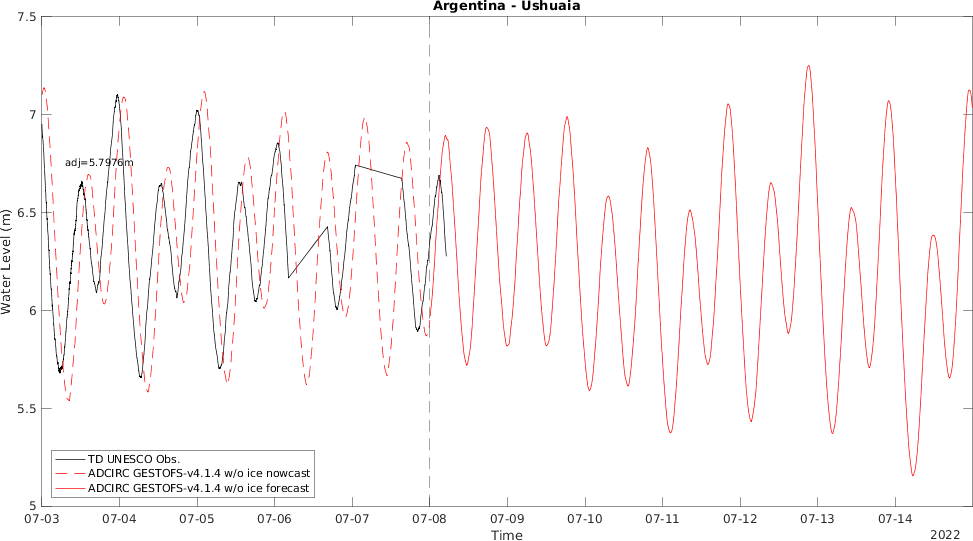 Argentina - Ushuaia
7.5
7
6.5
6
5.5
5
Water Level (m)
adj=5.7976m
TD UNESCO Obs.
ADCIRC GESTOFS-v4.1.4 w/o ice nowcast
ADCIRC GESTOFS-v4.1.4 w/o ice forecast
07-03 07-04 07-05 07-06 07-07 07-08 07-09 07-10 07-11 07-12 07-13 07-14
Time
2022